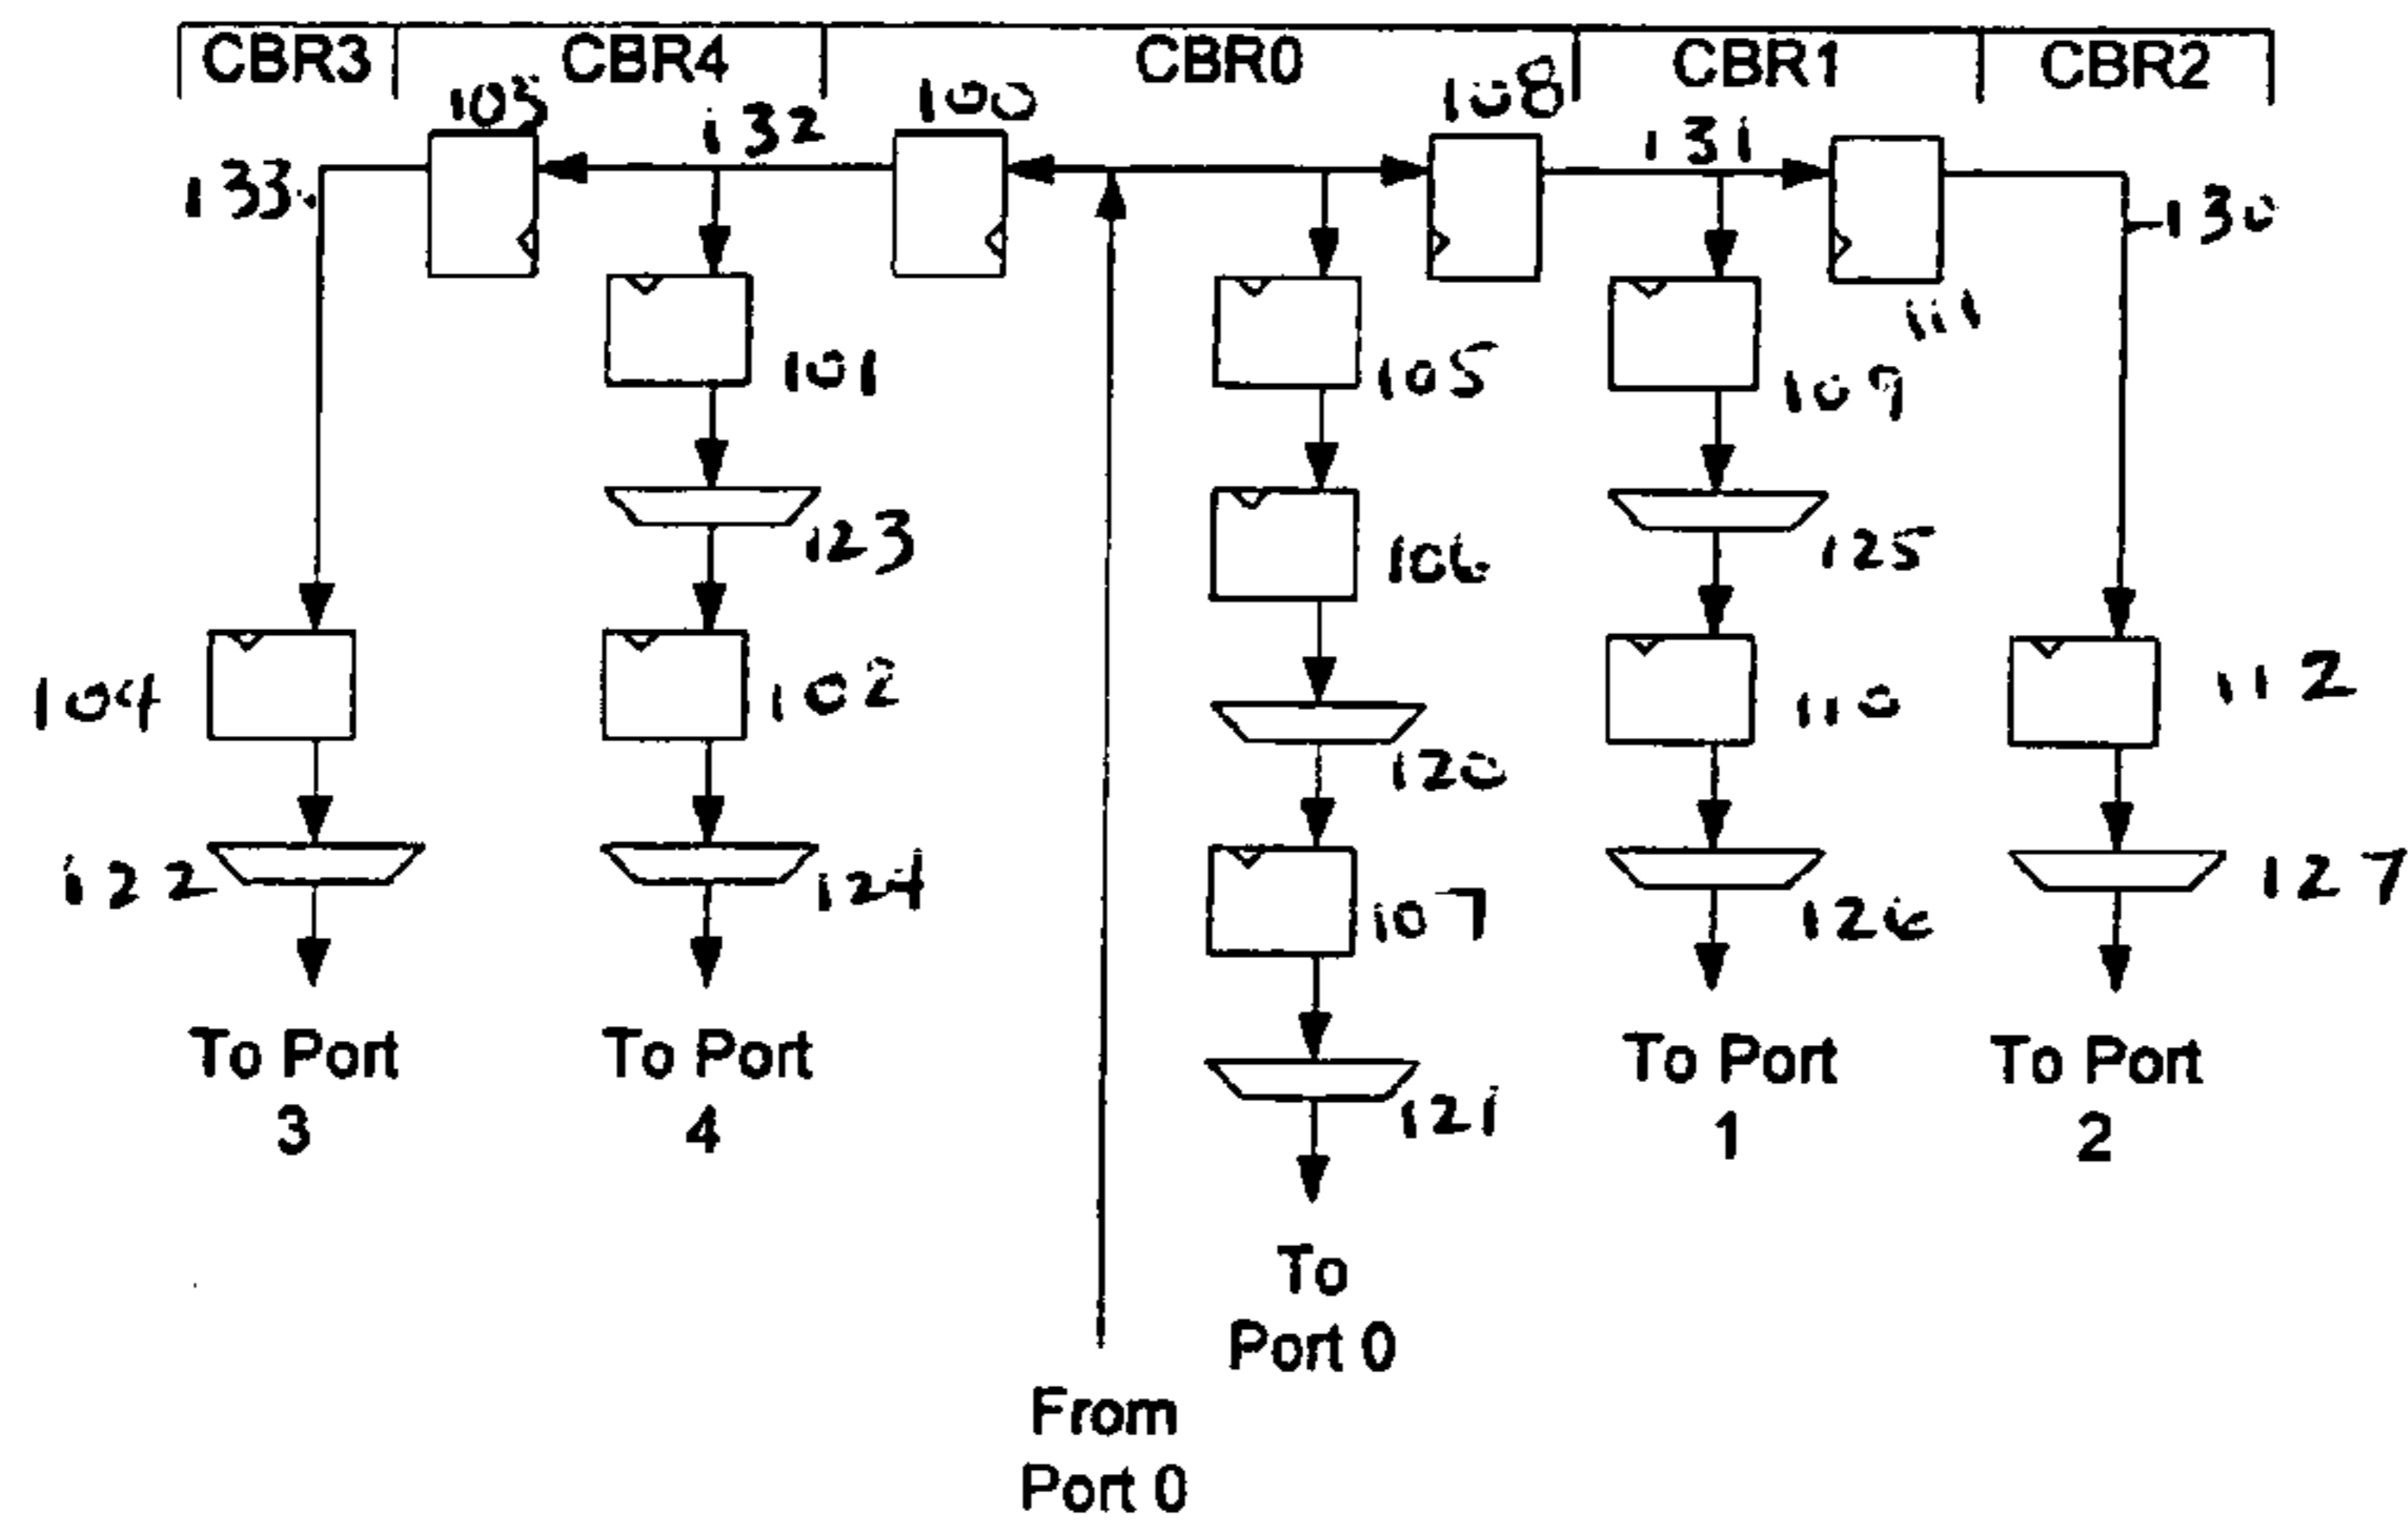 CBR3 CBR4 CBR0 CBR1 CBR2
103 132 100 108 131
133 130
111
101 105 109
123 106 125
104 102 110 112
120
122 124 107 126 127
121
To Port 3
To Port 4
To Port 1
To Port 2
To Port 0
From Port 0